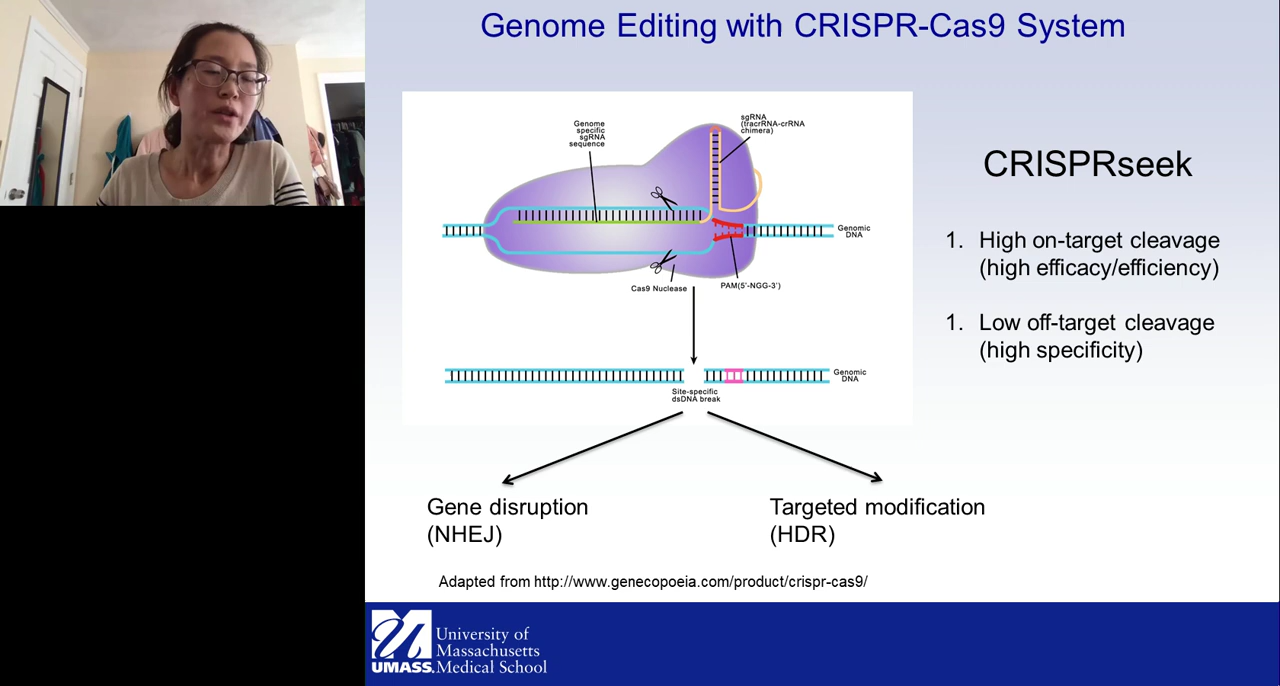 Genome Editing with CRISPR-Cas9 System
Genome
specific
sgRNA
sequence
sgRNA
(tracrRNA-crRNA
chimera)
Genomic
DNA
Cas9 Nuclease
PAM(5'-NGG-3')
Genomic
DNA
Site-specific
dsDNA break
Gene disruption
(NHEJ)
Targeted modification
(HDR)
CRISPRseek
1. High on-target cleavage
(high efficacy/efficiency)
1. Low off-target cleavage
(high specificity)
Adapted from http://www.genecopoeia.com/product/crispr-cas9/
UMASS.
University of
Massachusetts
Medical School